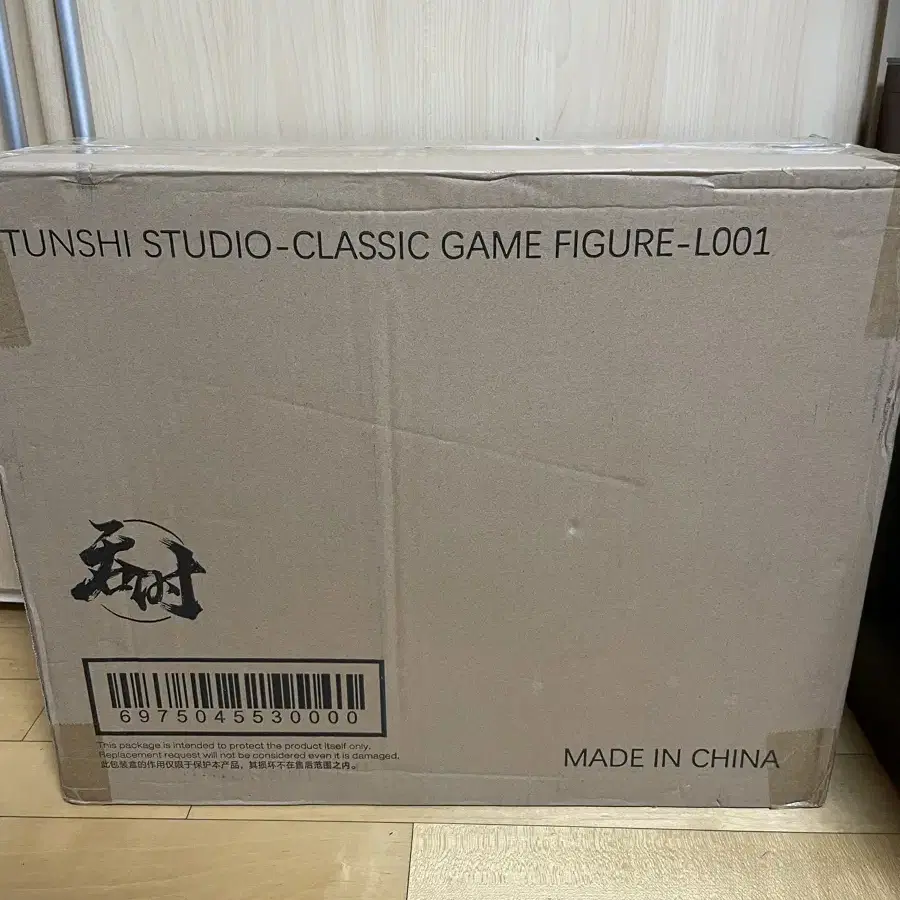 TUNSHI STUDIO-CLASSIC GAME FIGURE-L001
吞时
6975045530000
This package is intended to protect the product itself only.
Replacement request will not be considered even it is damaged.
此包装盒的作用仅限于保护本产品，其损坏不在售后范围之内。
MADE IN CHINA